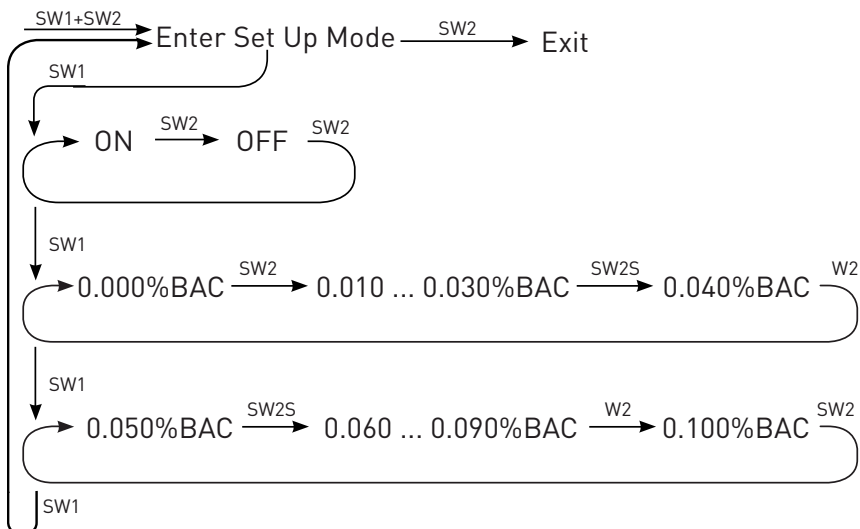 SW1+SW2
Enter Set Up Mode SW2 Exit
SW1
ON SW2 OFF SW2
SW1
0.000%BAC SW2 0.010 ... 0.030%BAC SW2S 0.040%BAC W2
SW1
0.050%BAC SW2S 0.060 ... 0.090%BAC W2 0.100%BAC SW2
SW1